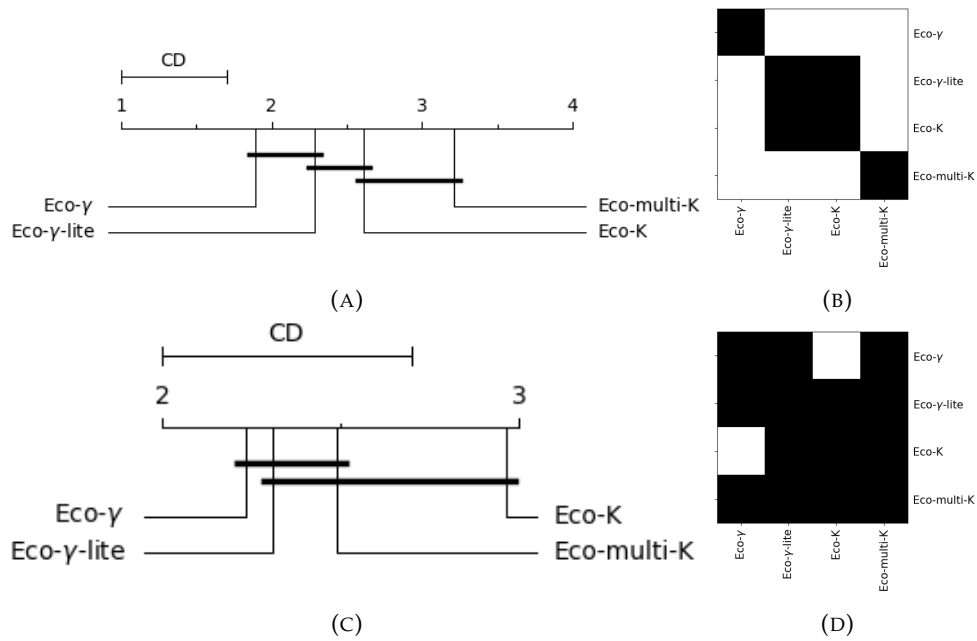 CD
1 2 3 4
Eco-γ
Eco-γ-lite
Eco-multi-K
Eco-K
(A)
Eco-γ
Eco-γ-lite
Eco-K
Eco-multi-K
Eco-γ
Eco-γ-lite
Eco-K
Eco-multi-K
(B)
CD
2 3
Eco-γ
Eco-γ-lite
Eco-K
Eco-multi-K
(C)
Eco-γ
Eco-γ-lite
Eco-K
Eco-multi-K
Eco-γ
Eco-γ-lite
Eco-K
Eco-multi-K
(D)